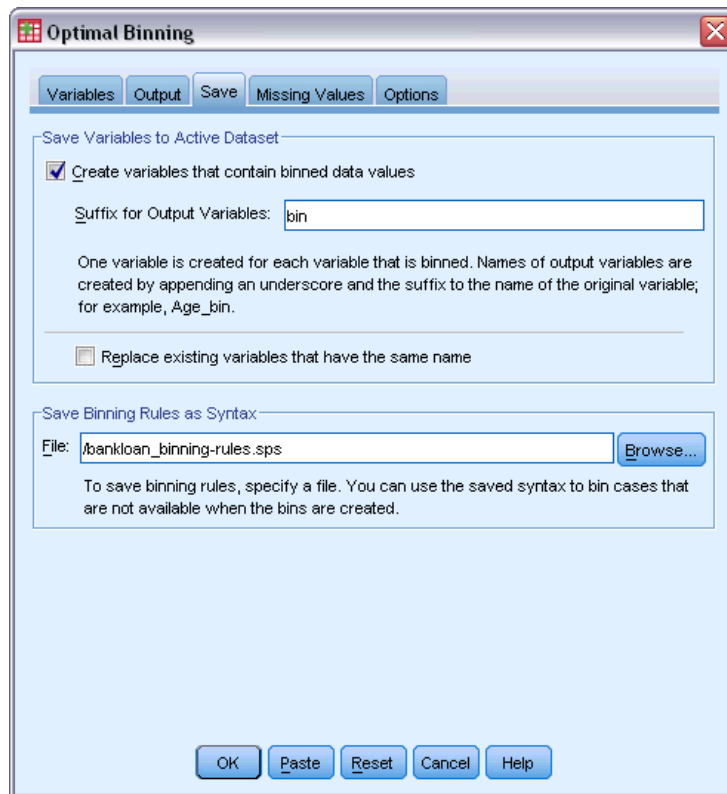 Optimal Binning
Variables Output Save Missing Values Options
Save Variables to Active Dataset
Create variables that contain binned data values
Suffix for Output Variables: bin
One variable is created for each variable that is binned. Names of output variables are
created by appending an underscore and the suffix to the name of the original variable;
for example, Age_bin.
Replace existing variables that have the same name
Save Binning Rules as Syntax
File: /bankloan_binning-rules.sps Browse...
To save binning rules, specify a file. You can use the saved syntax to bin cases that
are not available when the bins are created.
OK Paste Reset Cancel Help